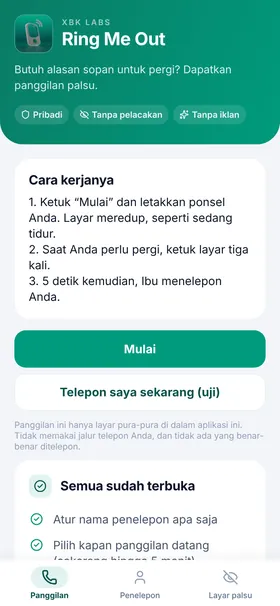 XBK LABS
Ring Me Out
Butuh alasan sopan untuk pergi? Dapatkan
panggilan palsu.
Pribadi
Tanpa pelacakan
Tanpa iklan
Cara kerjanya
1. Ketuk “Mulai” dan letakkan ponsel
Anda. Layar meredup, seperti sedang
tidur.
2. Saat Anda perlu pergi, ketuk layar tiga
kali.
3. 5 detik kemudian, Ibu menelepon
Anda.
Mulai
Telepon saya sekarang (uji)
Panggilan ini hanya layar pura-pura di dalam aplikasi ini.
Tidak memakai jalur telepon Anda, dan tidak ada yang benar-
benar ditelepon.
Semua sudah terbuka
Atur nama penelepon apa saja
Pilih kapan panggilan datang
(sekarang hingga 5 menit)
Panggilan
Penelepon
Layar palsu